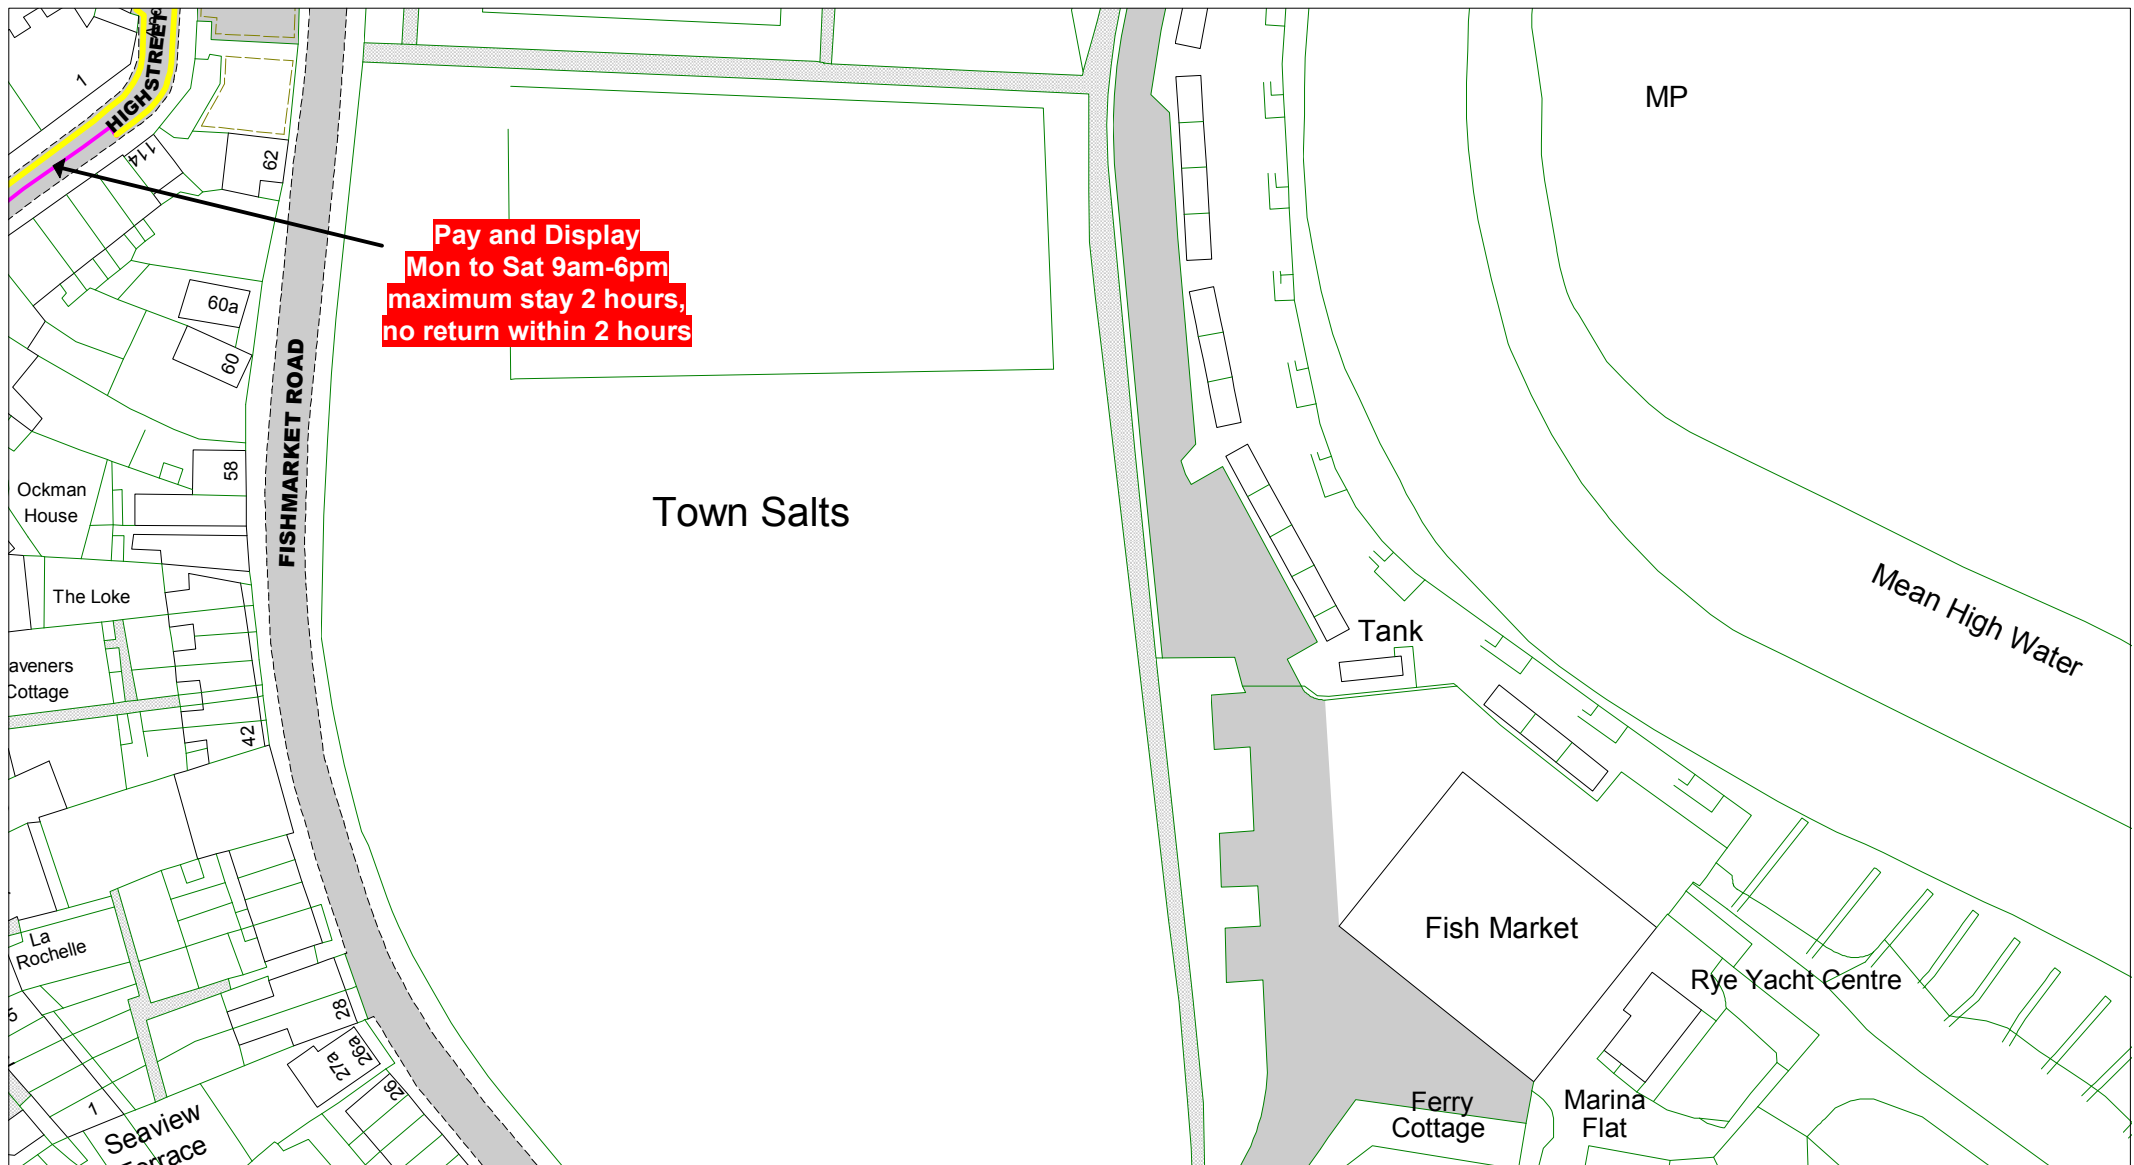 HIGH STREET
1
114
62
MP
Pay and Display
Mon to Sat 9am-6pm
maximum stay 2 hours,
no return within 2 hours
60a
60
FISHMARKET ROAD
58
Ockman
House
Town Salts
The Loke
Mean High Water
Tank
aveners
Cottage
42
Fish Market
La
Rochelle
Rye Yacht Centre
28
26a
27a
26
1
Seaview
Terrace
Ferry
Cottage
Marina
Flat